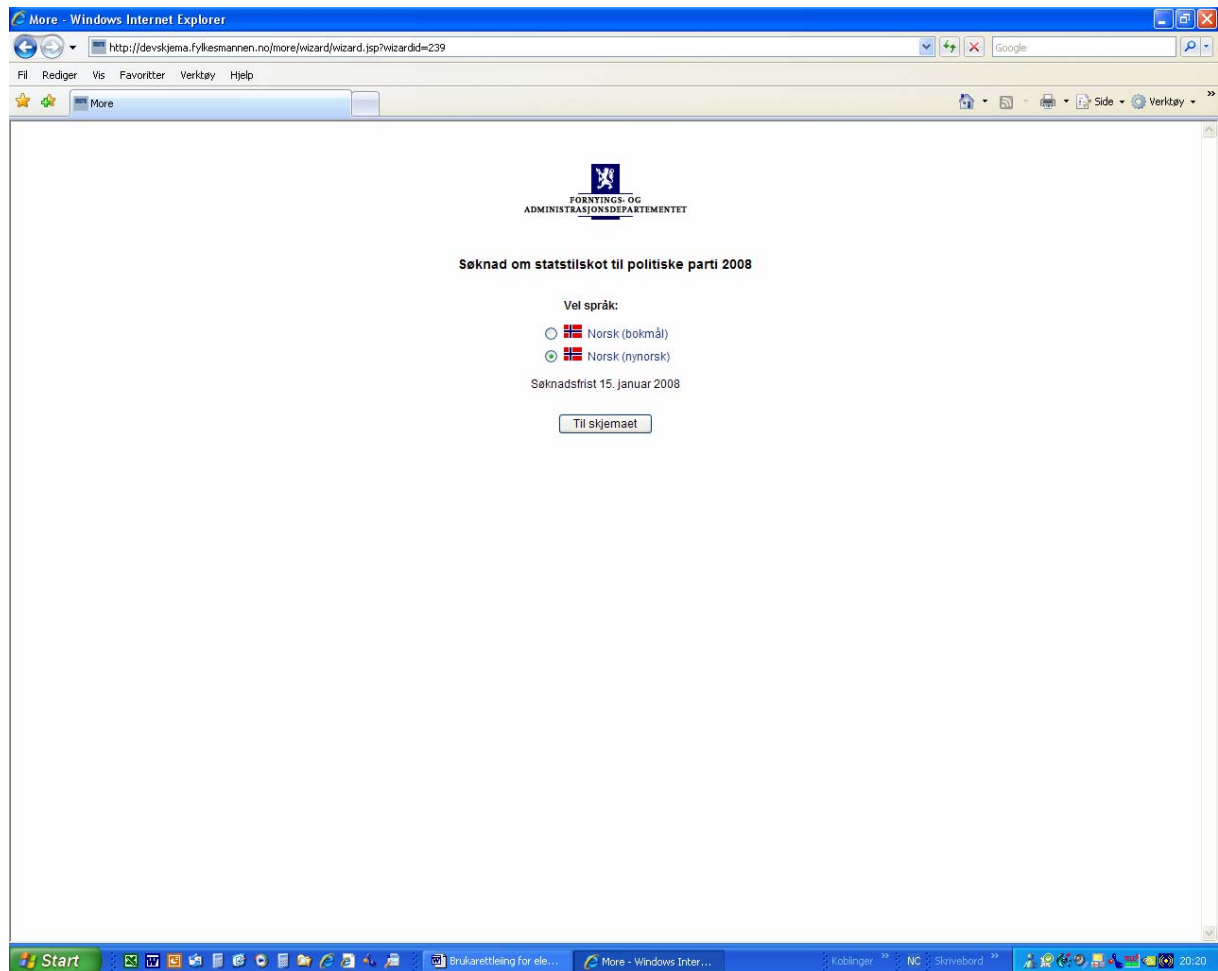 More - Windows Internet Explorer
http://devskjema.fylkesmannen.no/more/wizard/wizard.jsp?wizardid=239
Google
Fil Rediger Vis Favoritter Verktøy Hjelp
More
Side
Verktøy
FORNYINGS- OG
ADMINISTRASJONSDEPARTEMENTET
Søknad om statstilskot til politiske parti 2008
Vel språk:
Norsk (bokmål)
Norsk (nynorsk)
Søknadsfrist 15. januar 2008
Til skjemaet
Start
Brukarettleiing for ele...
More - Windows Inter...
Koblinger
NC
Skrivebord
20:20